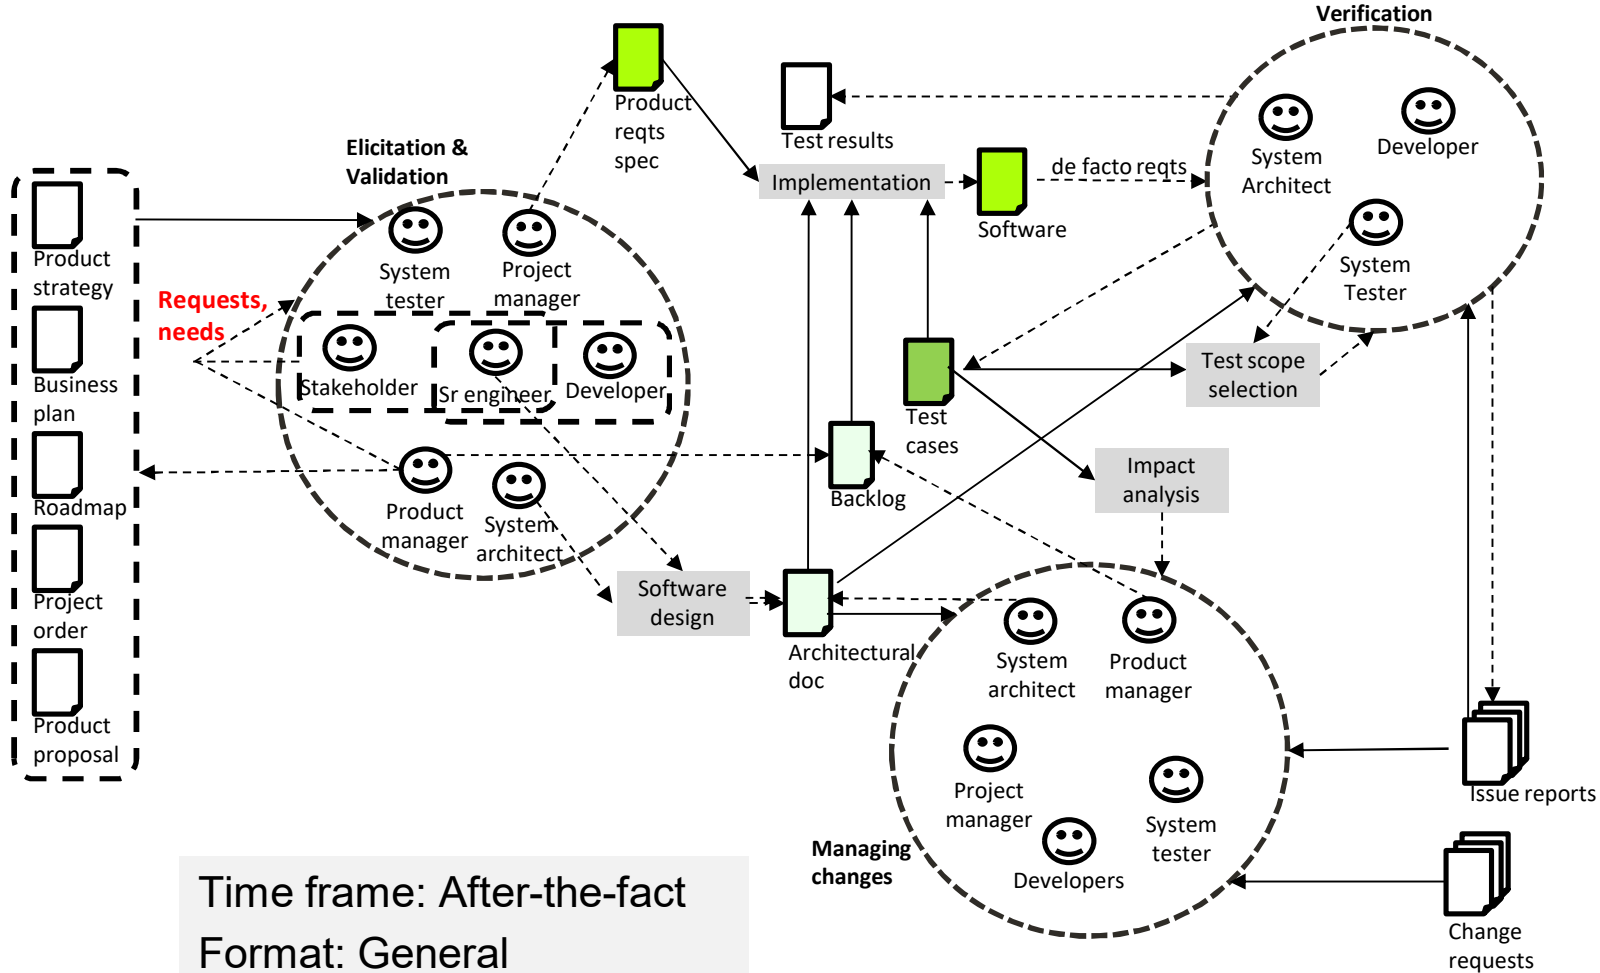 Verification
Product
reqts
spec
Test results
Elicitation &
Validation
Implementation
Software
de facto reqts
System
Architect
Developer
System
Tester
Product
strategy
Business
plan
Roadmap
Project
order
Product
proposal
Requests,
needs
System
tester
Project
manager
Stakeholder
Sr engineer
Developer
Product
manager
System
architect
Test
cases
Backlog
Test scope
selection
Impact
analysis
Software
design
Architectural
doc
System
architect
Product
manager
Project
manager
System
tester
Developers
Managing
changes
Issue reports
Change
requests
Time frame: After-the-fact
Format: General